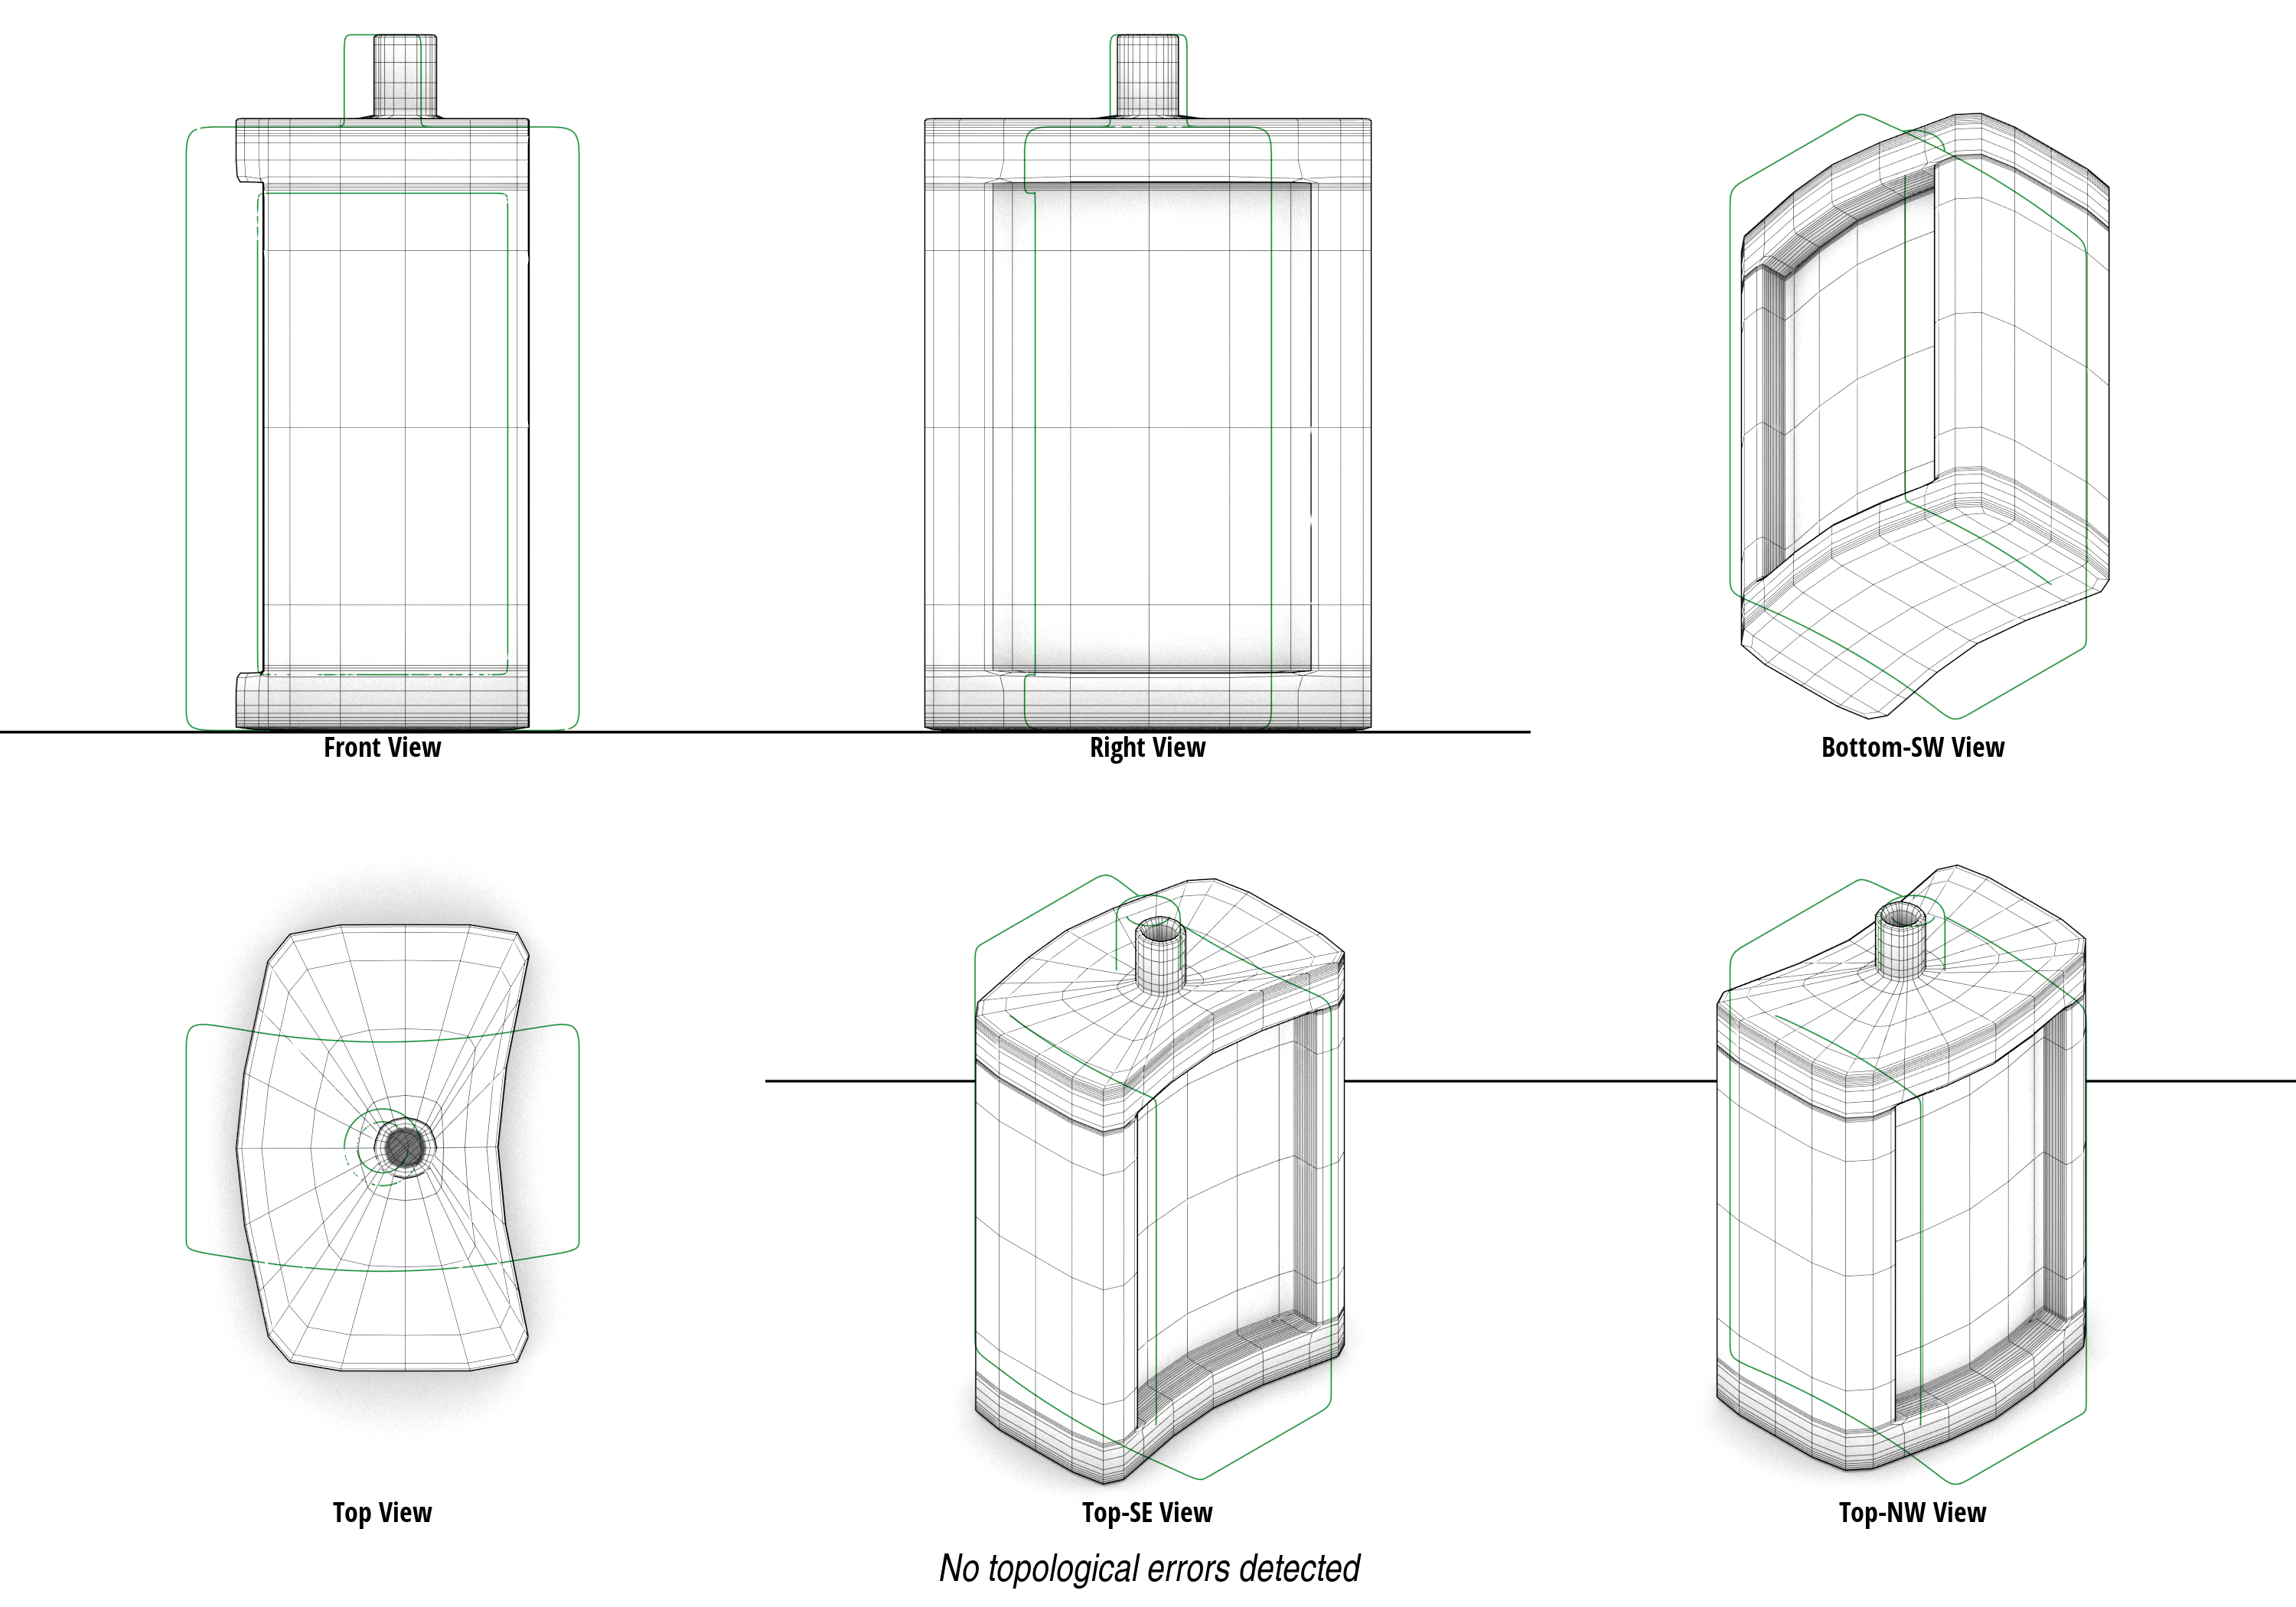 Front View
Right View
Bottom-SW View
Top View
Top-SE View
Top-NW View
No topological errors detected